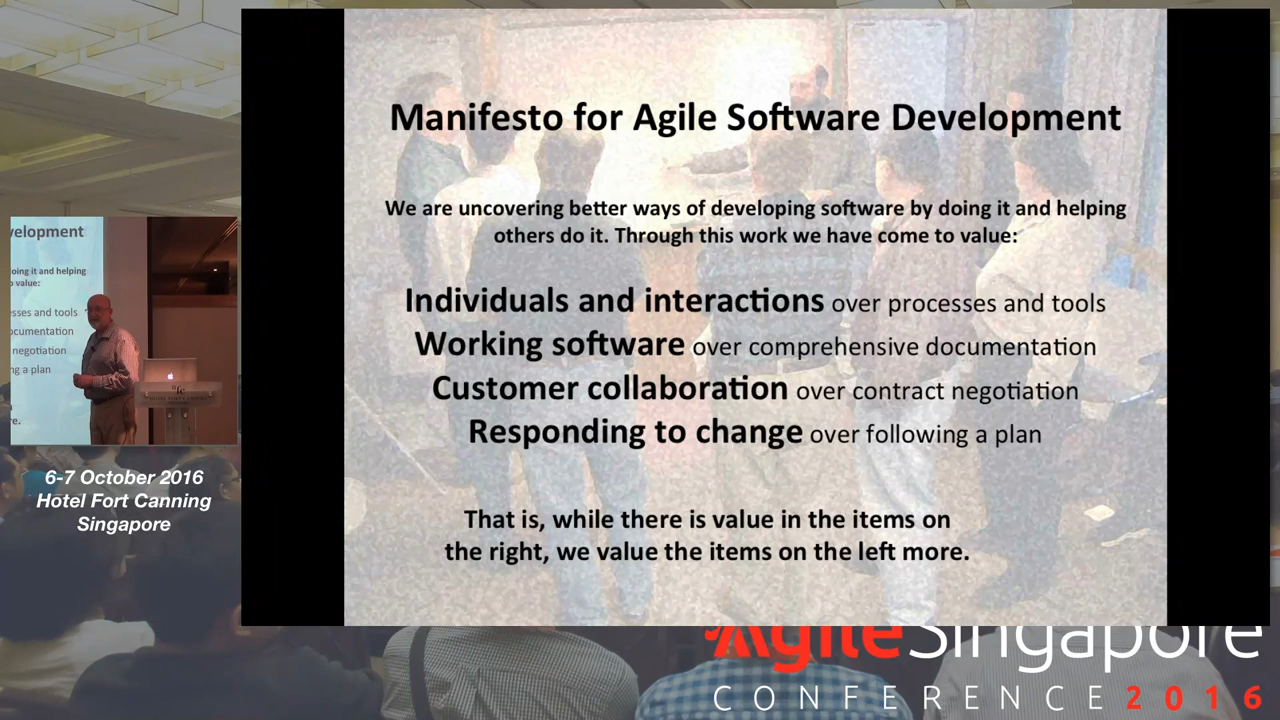 Manifesto for Agile Software Development
We are uncovering better ways of developing software by doing it and helping
others do it. Through this work we have come to value:
Individuals and interactions over processes and tools
Working software over comprehensive documentation
Customer collaboration over contract negotiation
Responding to change over following a plan
That is, while there is value in the items on
the right, we value the items on the left more.
velopment
oing it and helping
value:
esses and tools
ocumentation
negotiation
ng a plan
re.
6-7 October 2016
Hotel Fort Canning
Singapore
AgileSingapore
CONFERENCE2016